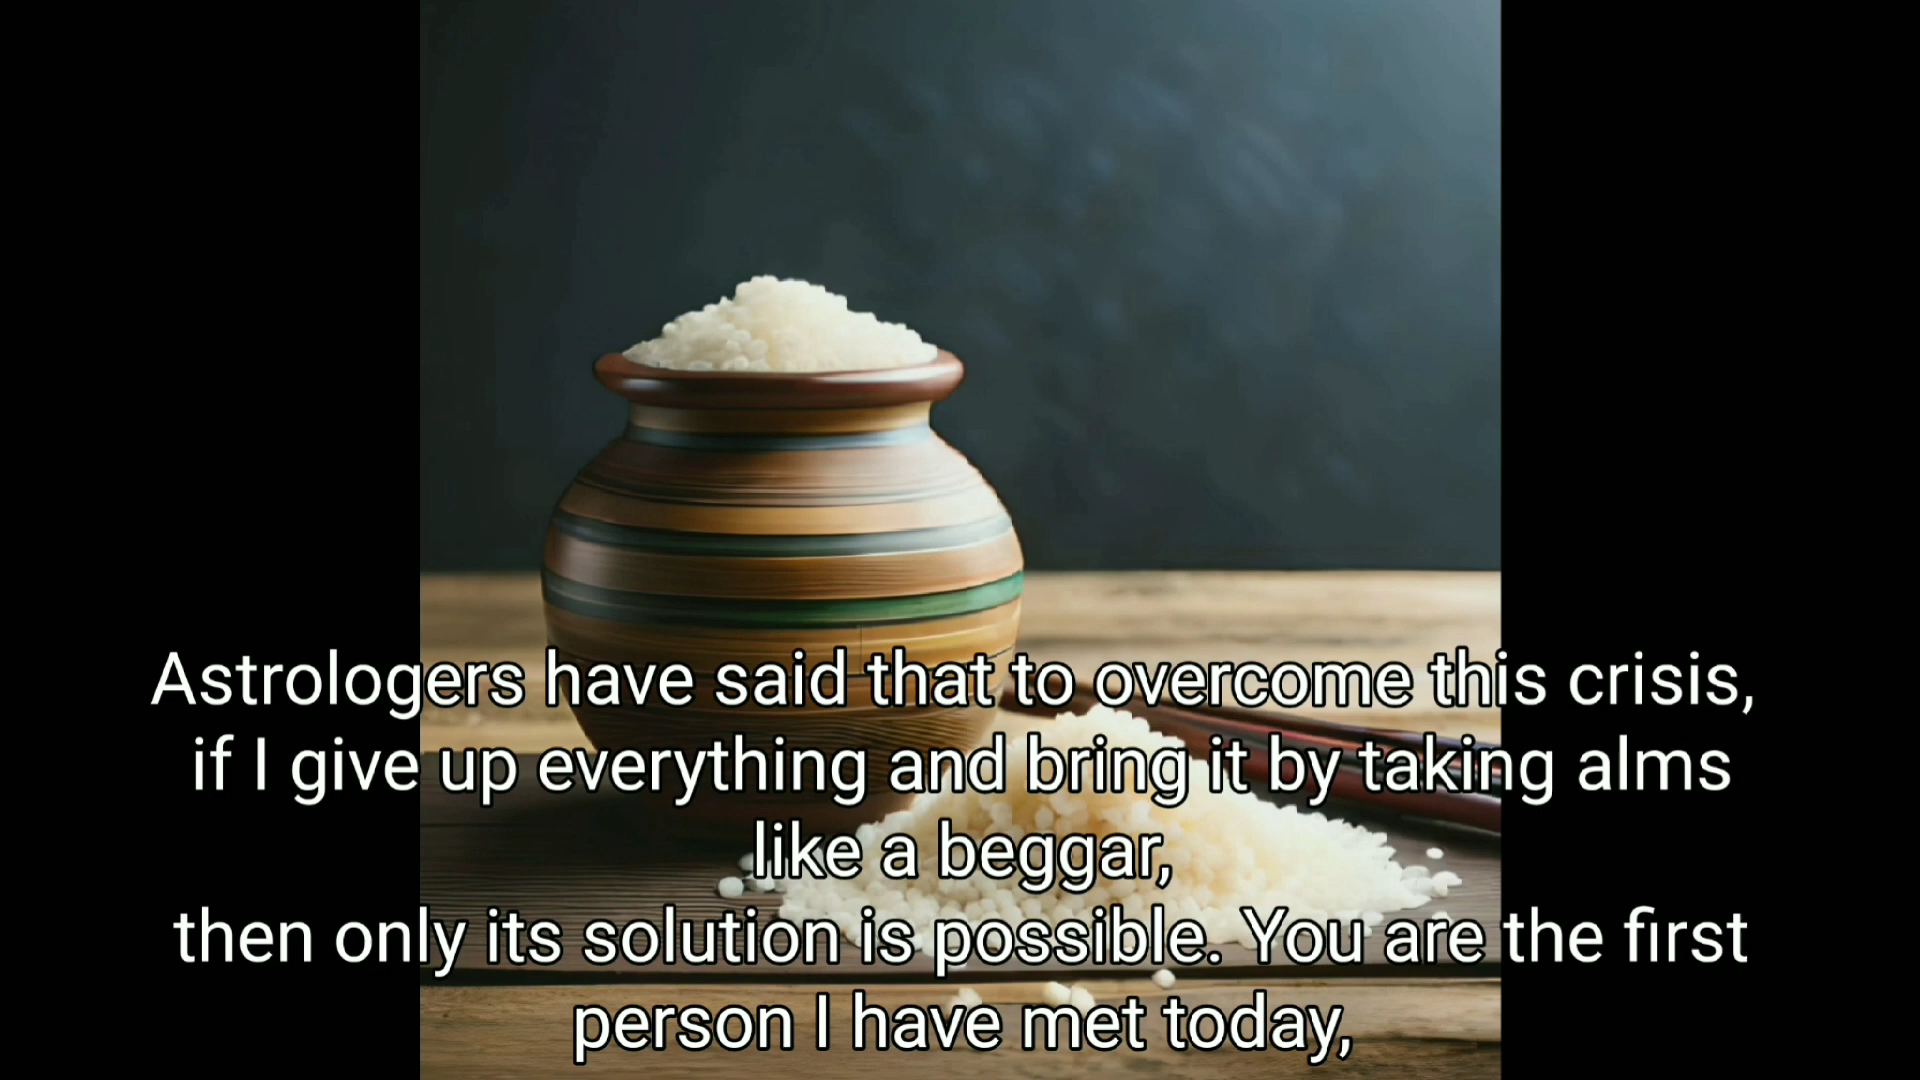 Astrologers have said that to overcome this crisis,
if I give up everything and bring it by taking alms
like a beggar,
then only its solution is possible. You are the first
person I have met today,